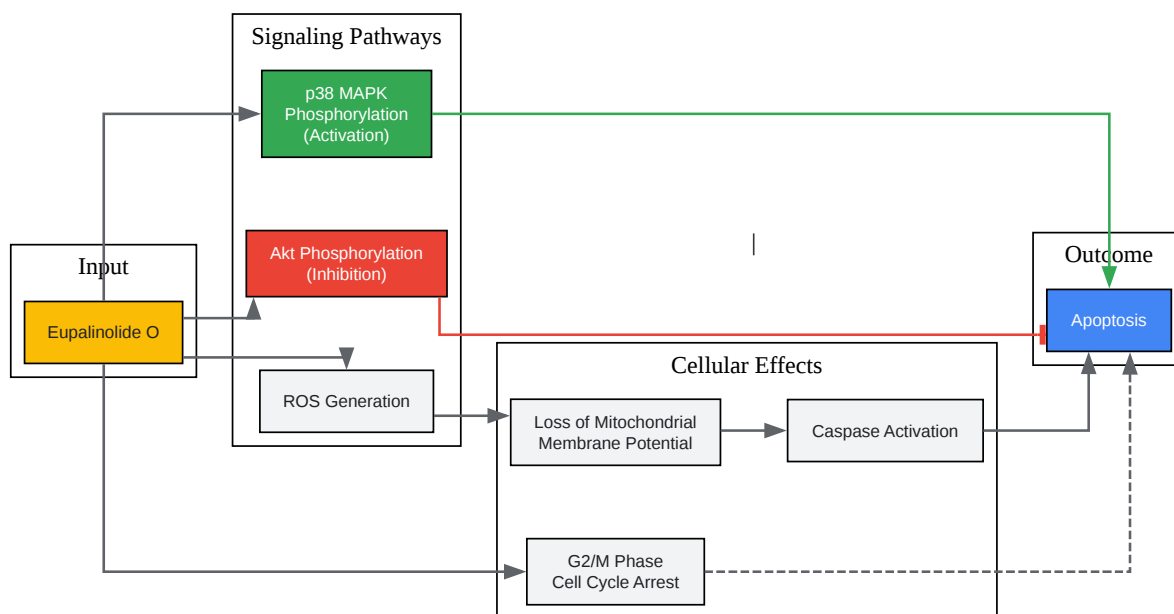 Signaling Pathways
p38 MAPK
Phosphorylation
(Activation)
Akt Phosphorylation
(Inhibition)
|
Input
Outcome
Eupalinolide O
Apoptosis
Cellular Effects
ROS Generation
Loss of Mitochondrial
Membrane Potential
Caspase Activation
G2/M Phase
Cell Cycle Arrest